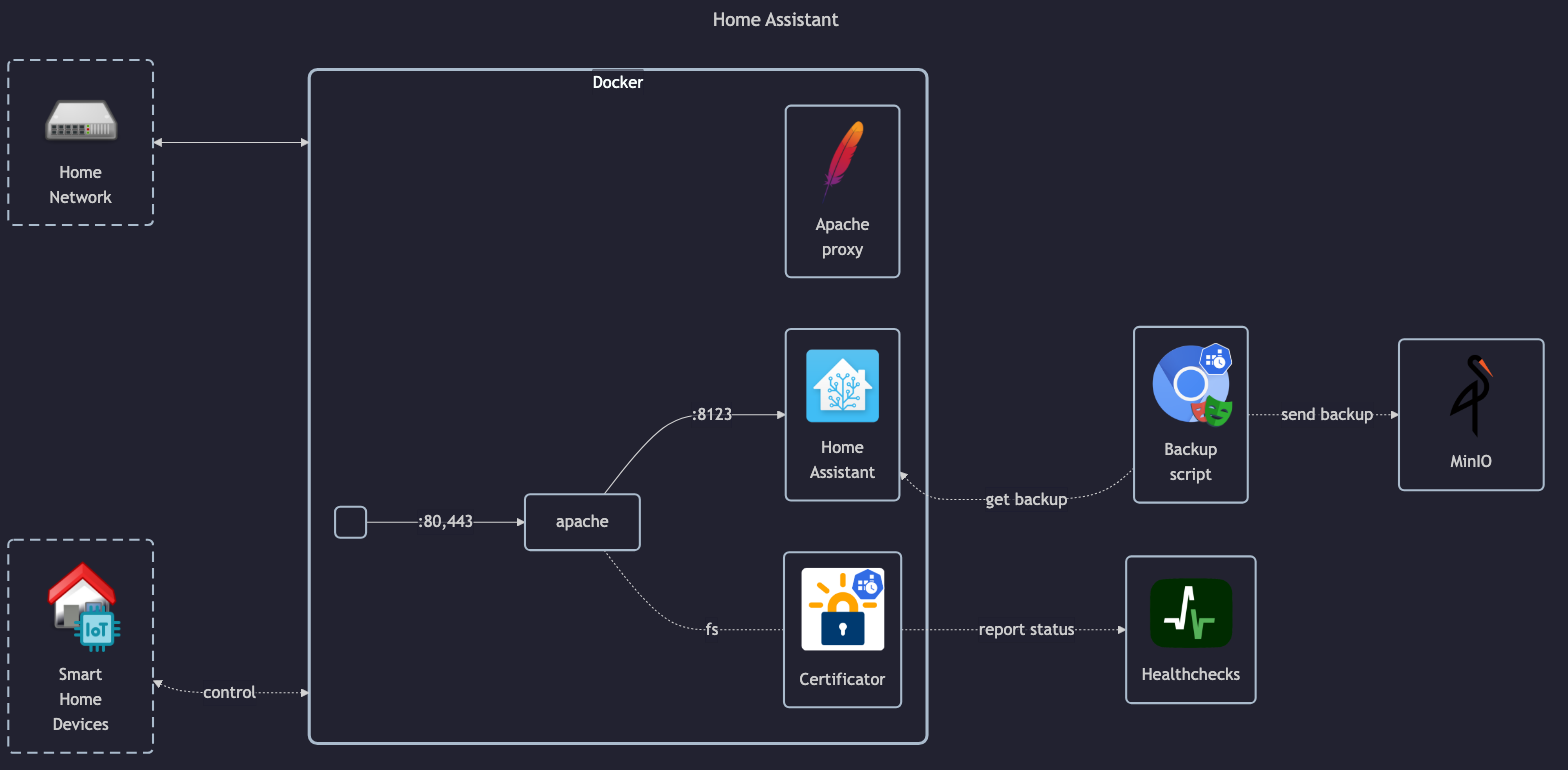 Home Assistant
Docker
Home
Network
Apache
proxy
:8123
Home
Assistant
Backup
script
send backup
MinIO
get backup
:80,443
apache
fs
Certificator
report status
Healthchecks
IoT
Smart
Home
Devices
control